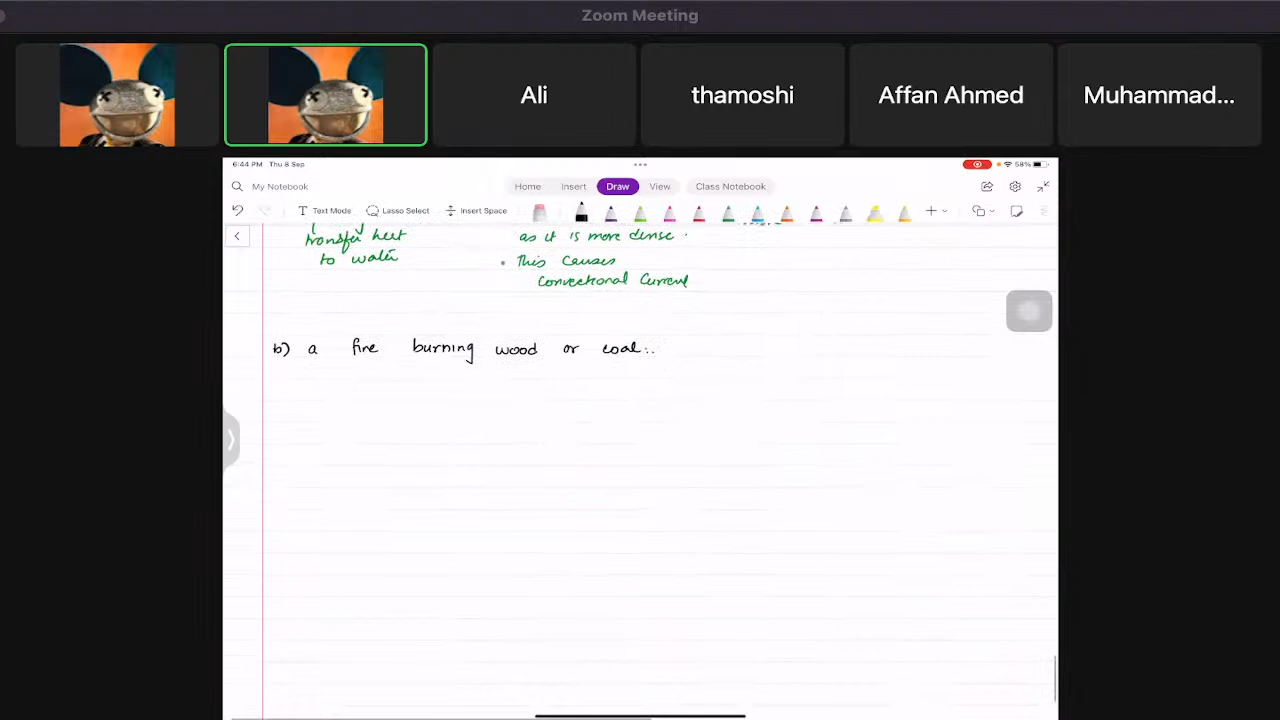 Zoom Meeting
Ali
thamoshi
Affan Ahmed
Muhammad...
6:44 PM Thu 8 Sep
58%
My Notebook
Home Insert Draw View Class Notebook
Text Mode Lasso Select Insert Space
transfer heat
to water
as it is more dense.
• This causes
convectional current
b) a fire burning wood or coal..